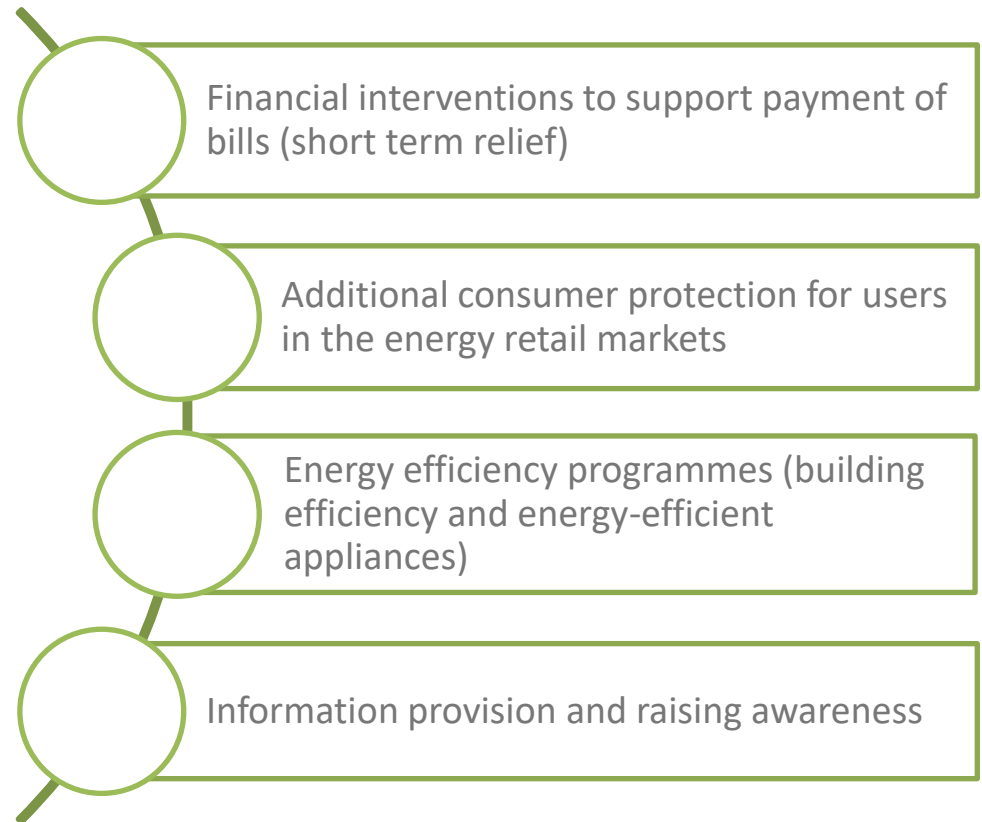 Financial interventions to support payment of
bills (short term relief)
Additional consumer protection for users
in the energy retail markets
Energy efficiency programmes (building
efficiency and energy-efficient
appliances)
Information provision and raising awareness